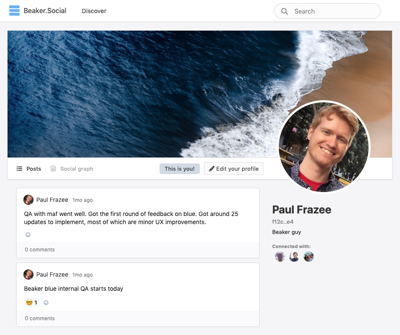 Beaker.Social
Discover
Search
Posts
Social graph
This is you!
Edit your profile
Paul Frazee
f12c..e4
Beaker guy
Connected with:
Paul Frazee 1mo ago
QA with maf went well. Got the first round of feedback on blue. Got around 25
updates to implement, most of which are minor UX improvements.
0 comments
Paul Frazee 1mo ago
Beaker blue internal QA starts today
1
0 comments